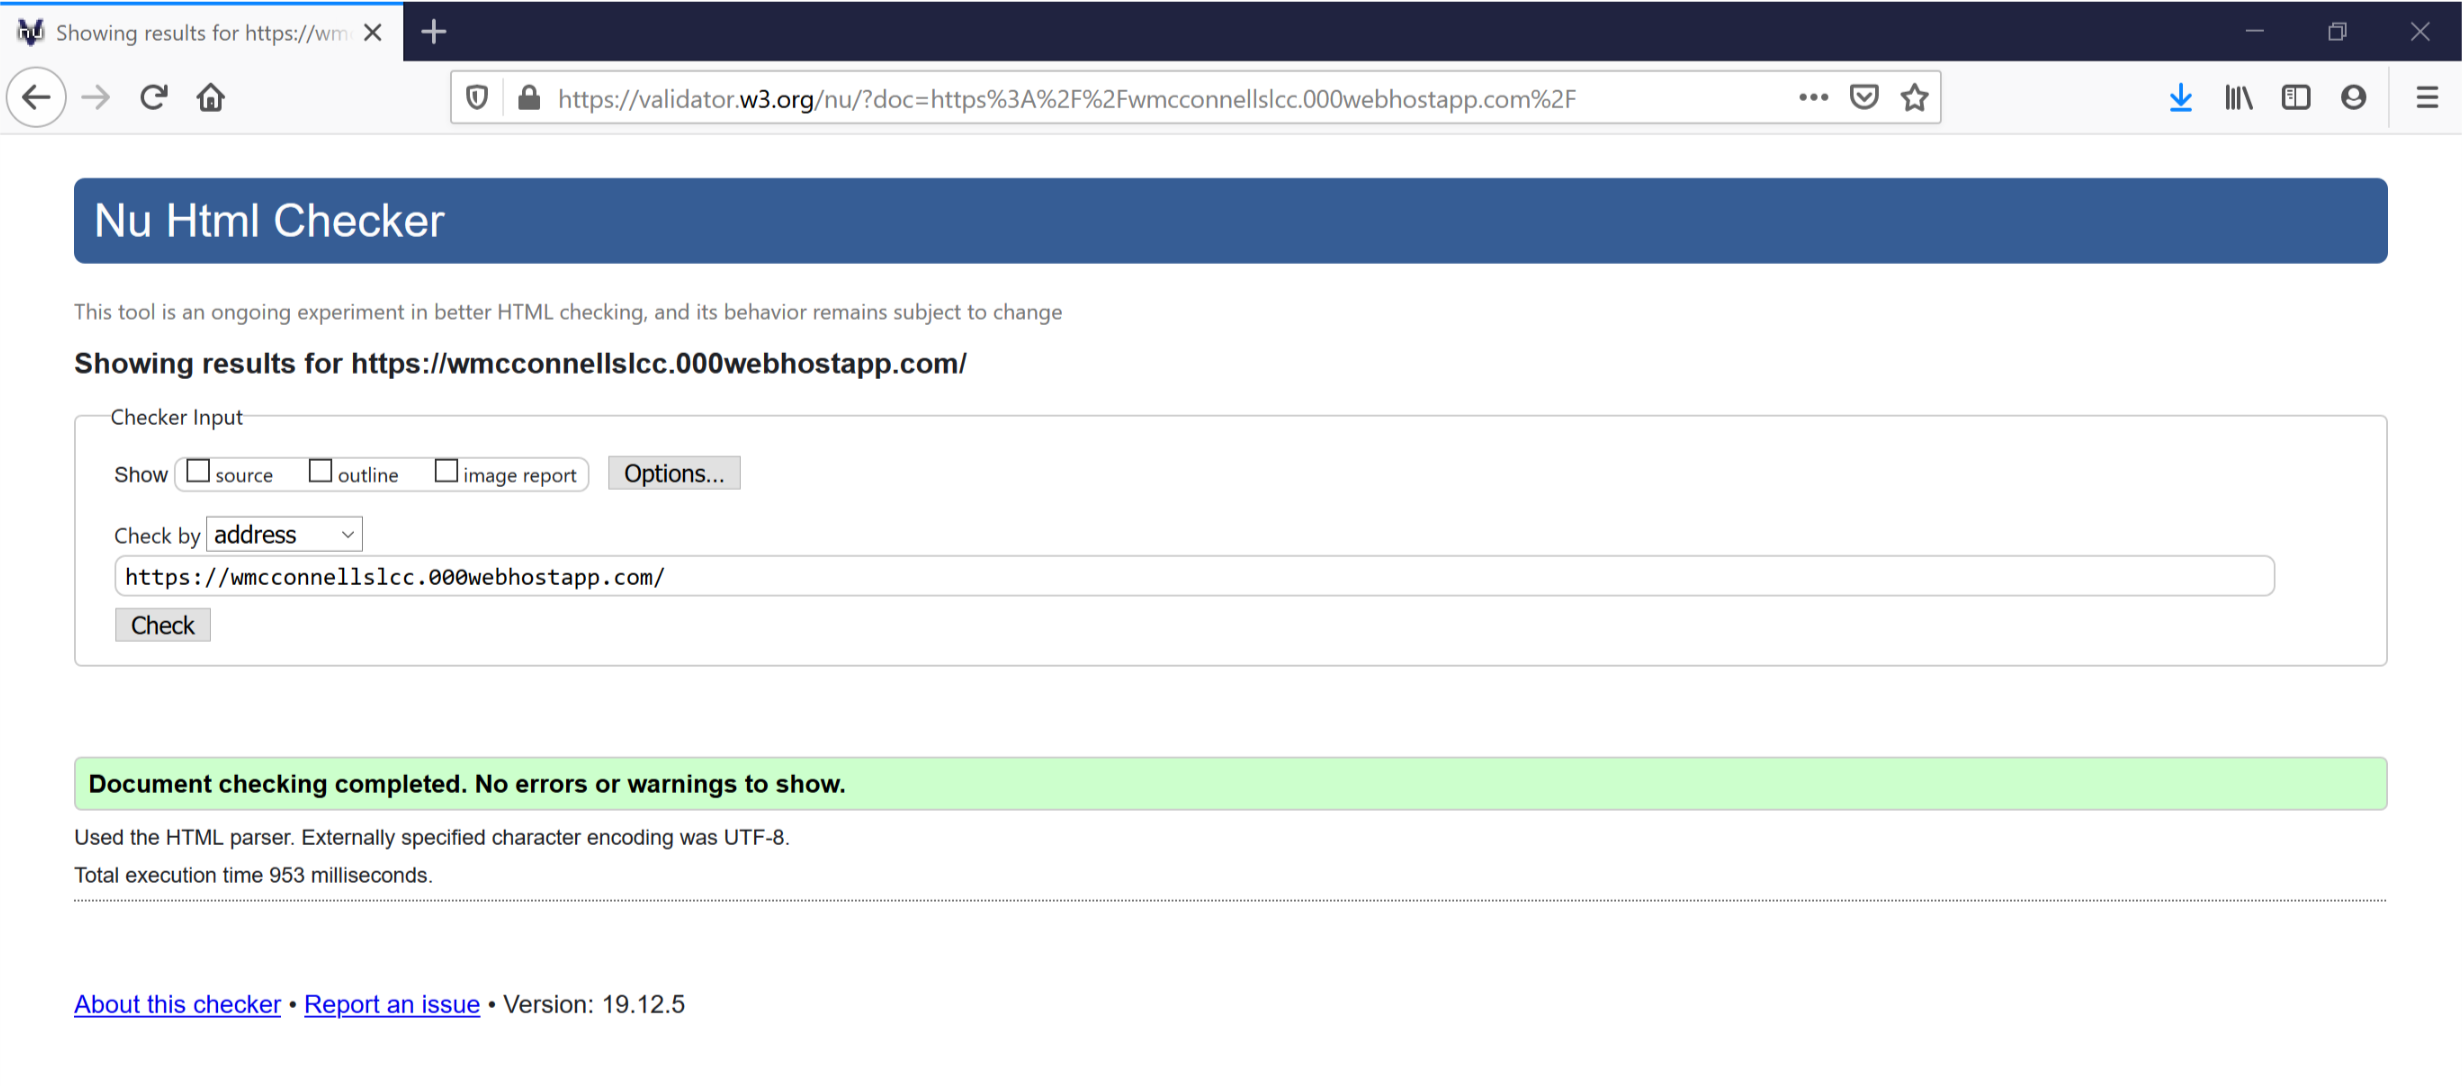 Showing results for https://wm
https://validator.w3.org/nu/?doc=https%3A%2F%2Fwmcconnellslcc.000webhostapp.com%2F
Nu Html Checker
This tool is an ongoing experiment in better HTML checking, and its behavior remains subject to change
Showing results for https://wmcconnellslcc.000webhostapp.com/
Checker Input
Show source outline image report Options...
Check by address
https://wmcconnellslcc.000webhostapp.com/
Check
Document checking completed. No errors or warnings to show.
Used the HTML parser. Externally specified character encoding was UTF-8.
Total execution time 953 milliseconds.
About this checker • Report an issue • Version: 19.12.5